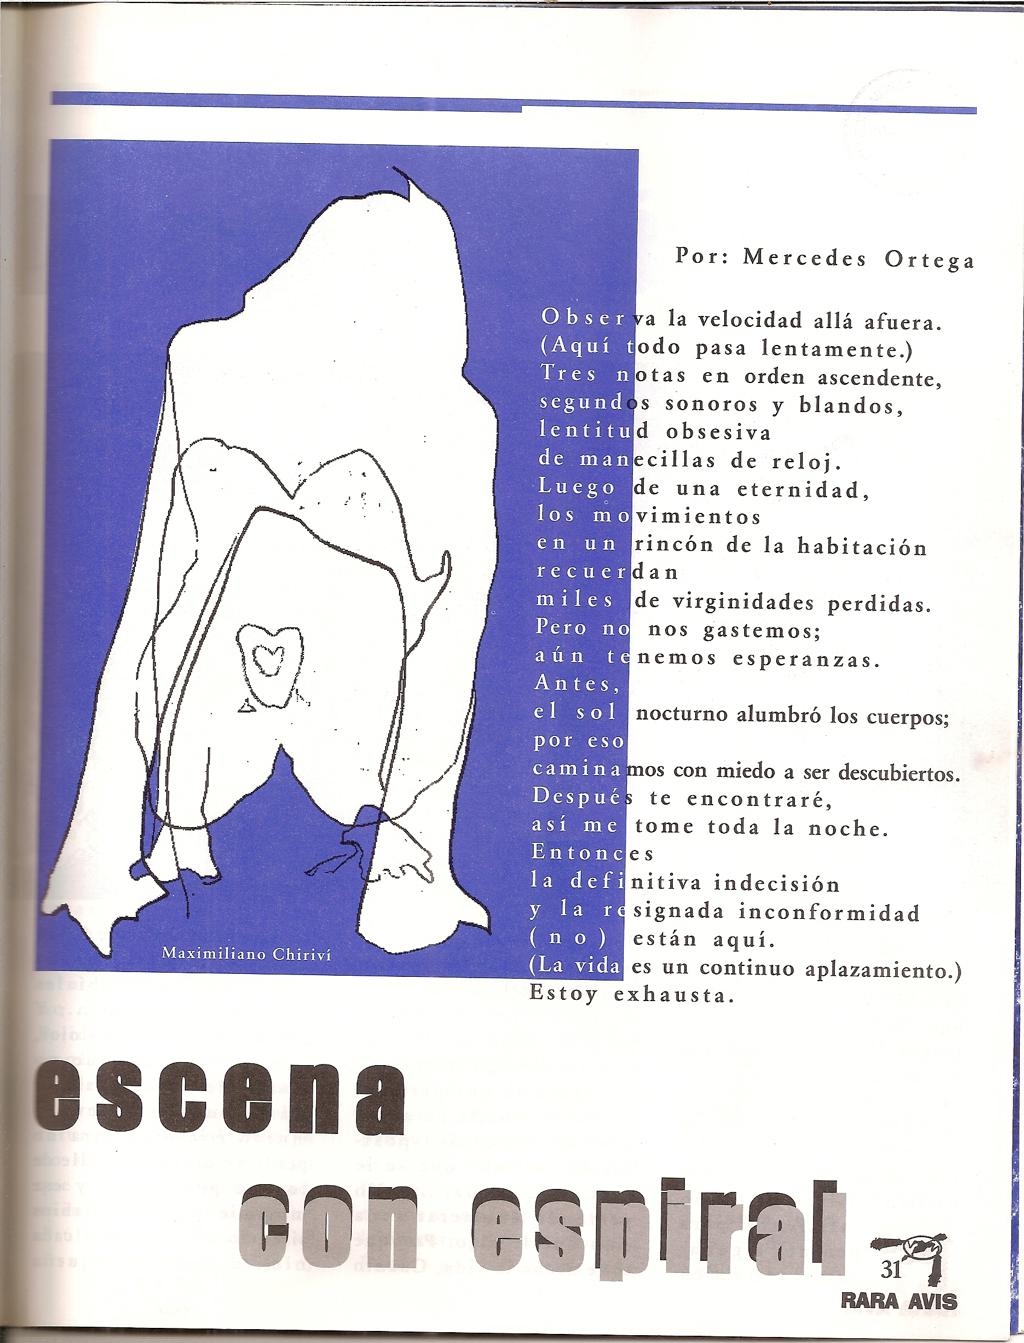 Por: Mercedes Ortega
Observa la velocidad allá afuera.
(Aquí todo pasa lentamente.)
Tres notas en orden ascendente,
segundos sonoros y blandos,
lentitud obsesiva
de manecillas de reloj.
Luego de una eternidad,
los movimientos
en un rincón de la habitación
recuerdan
miles de virginidades perdidas.
Pero no nos gastemos;
aún tenemos esperanzas.
Antes,
el sol nocturno alumbró los cuerpos;
por eso
caminamos con miedo a ser descubiertos.
Después te encontraré,
así me tome toda la noche.
Entonces
la definitiva indecisión
y la resignada inconformidad
(no) están aquí.
(La vida es un continuo aplazamiento.)
Estoy exhausta.
Maximiliano Chiriví
escena
con espiral
31
RARA AVIS